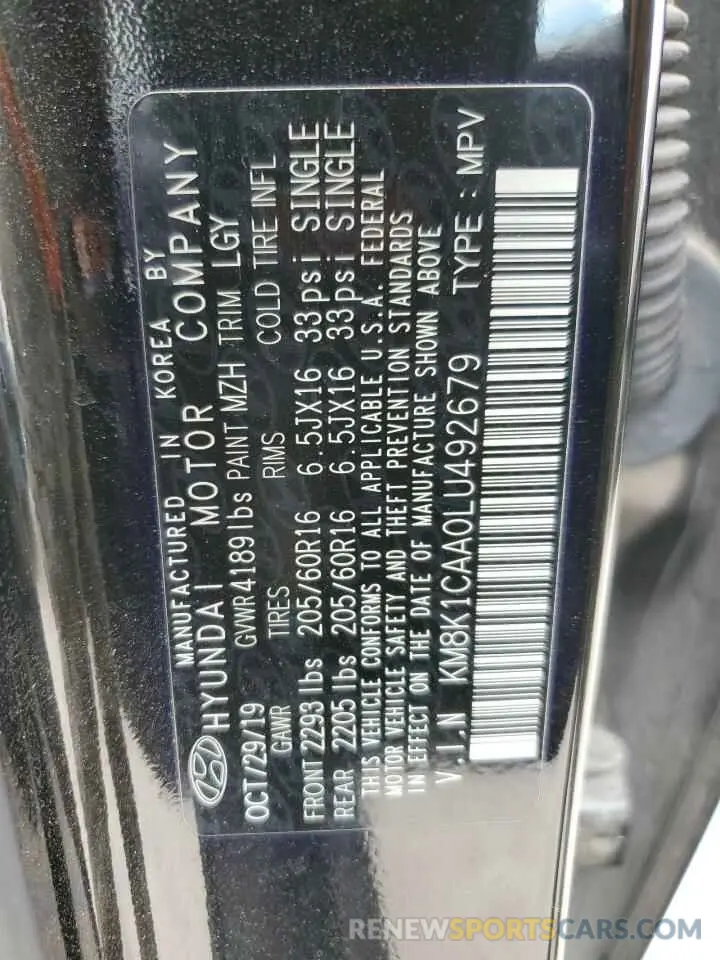 MANUFACTURED IN KOREA BY
HYUNDAI MOTOR COMPANY
OCT/29/19 GVWR 4189 lbs PAINT MZH TRIM LGY
GAWR TIRES RIMS COLD TIRE INFL
FRONT 2293 lbs 205/60R16 6.5JX16 33 psi SINGLE
REAR 2205 lbs 205/60R16 6.5JX16 33 psi SINGLE
THIS VEHICLE CONFORMS TO ALL APPLICABLE U.S.A. FEDERAL
MOTOR VEHICLE SAFETY AND THEFT PREVENTION STANDARDS
IN EFFECT ON THE DATE OF MANUFACTURE SHOWN ABOVE
V.I.N KM8K1CAA0LU492679 TYPE : MPV
RENEWSPORTSCARS.COM